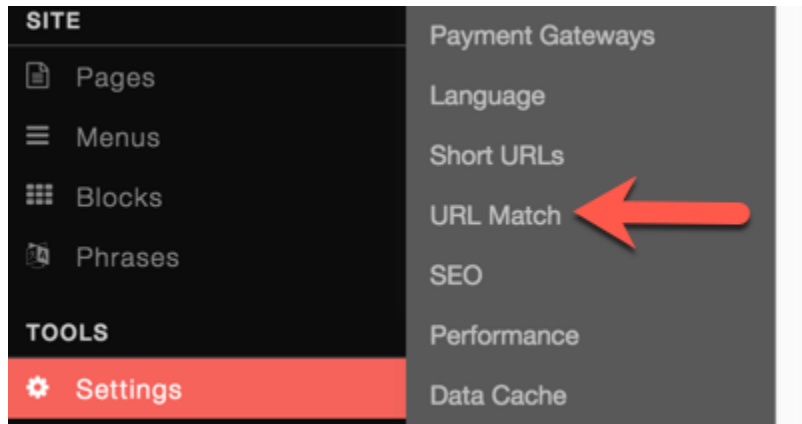 SITE
Pages
Menus
Blocks
Phrases
TOOLS
Settings
Payment Gateways
Language
Short URLs
URL Match
SEO
Performance
Data Cache